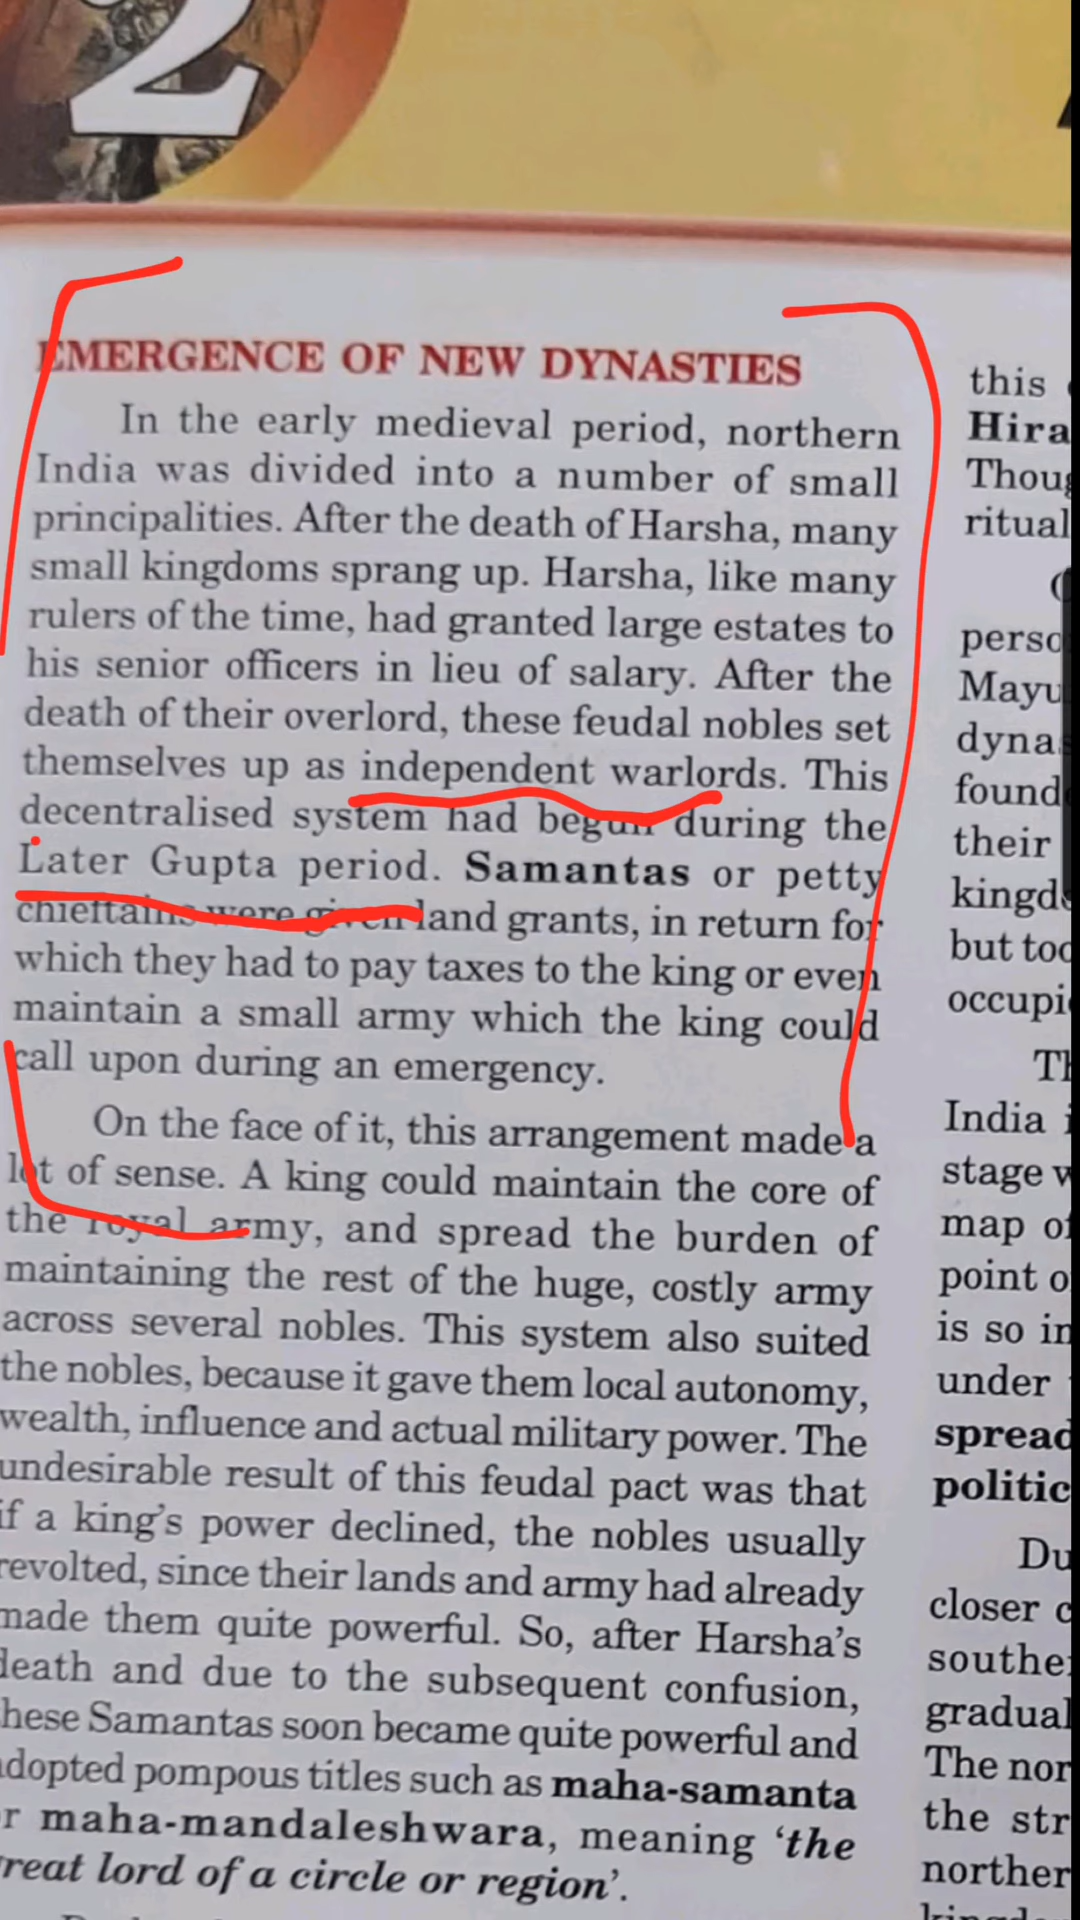 2
EMERGENCE OF NEW DYNASTIES
In the early medieval period, northern
India was divided into a number of small
principalities. After the death of Harsha, many
small kingdoms sprang up. Harsha, like many
rulers of the time, had granted large estates to
his senior officers in lieu of salary. After the
death of their overlord, these feudal nobles set
themselves up as independent warlords. This
decentralised system had begun during the
Later Gupta period. Samantas or petty
chieftains were given land grants, in return for
which they had to pay taxes to the king or even
maintain a small army which the king could
call upon during an emergency.
On the face of it, this arrangement made a
lot of sense. A king could maintain the core of
the royal army, and spread the burden of
maintaining the rest of the huge, costly army
across several nobles. This system also suited
the nobles, because it gave them local autonomy,
wealth, influence and actual military power. The
undesirable result of this feudal pact was that
if a king's power declined, the nobles usually
revolted, since their lands and army had already
made them quite powerful. So, after Harsha's
death and due to the subsequent confusion,
these Samantas soon became quite powerful and
adopted pompous titles such as maha-samanta
or maha-mandaleshwara, meaning 'the
great lord of a circle or region'.
this
Hira
Thoug
ritual
perso
Mayu
dynas
found
their
kingdo
but too
occupi
Th
India i
stage w
map of
point o
is so in
under
spread
politic
Du
closer c
southe
gradual
The nor
the str
norther